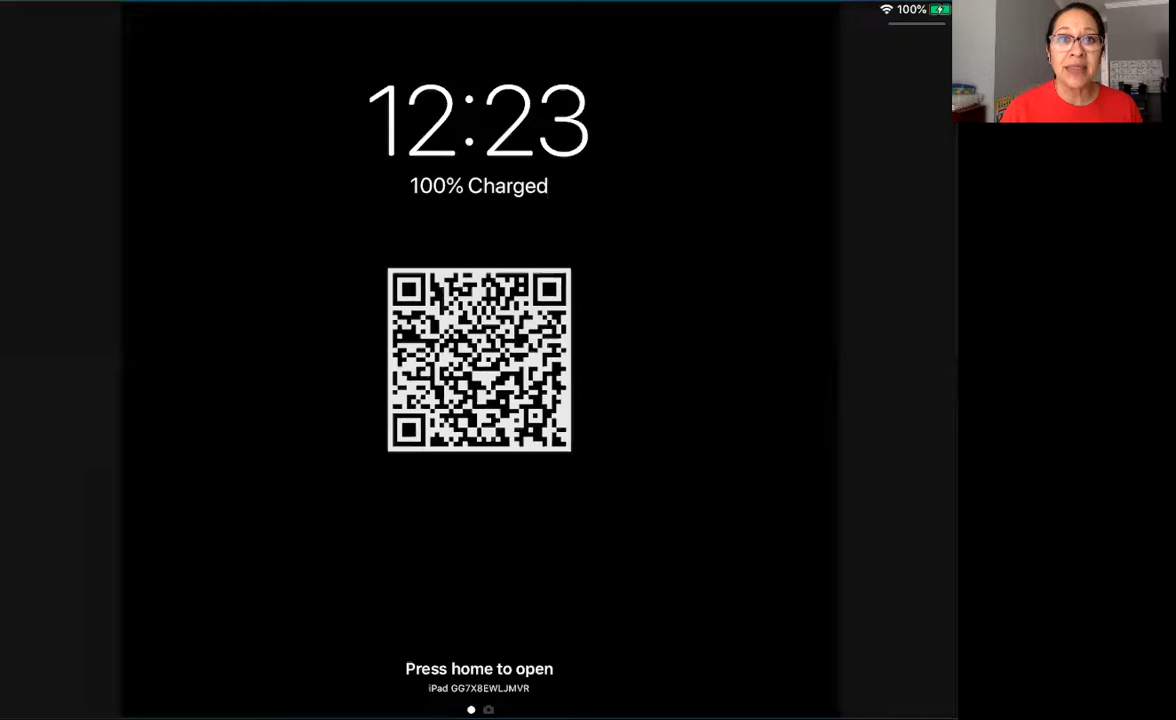 100%
12:23
100% Charged
Press home to open
iPad GG7X8EWLJMVR